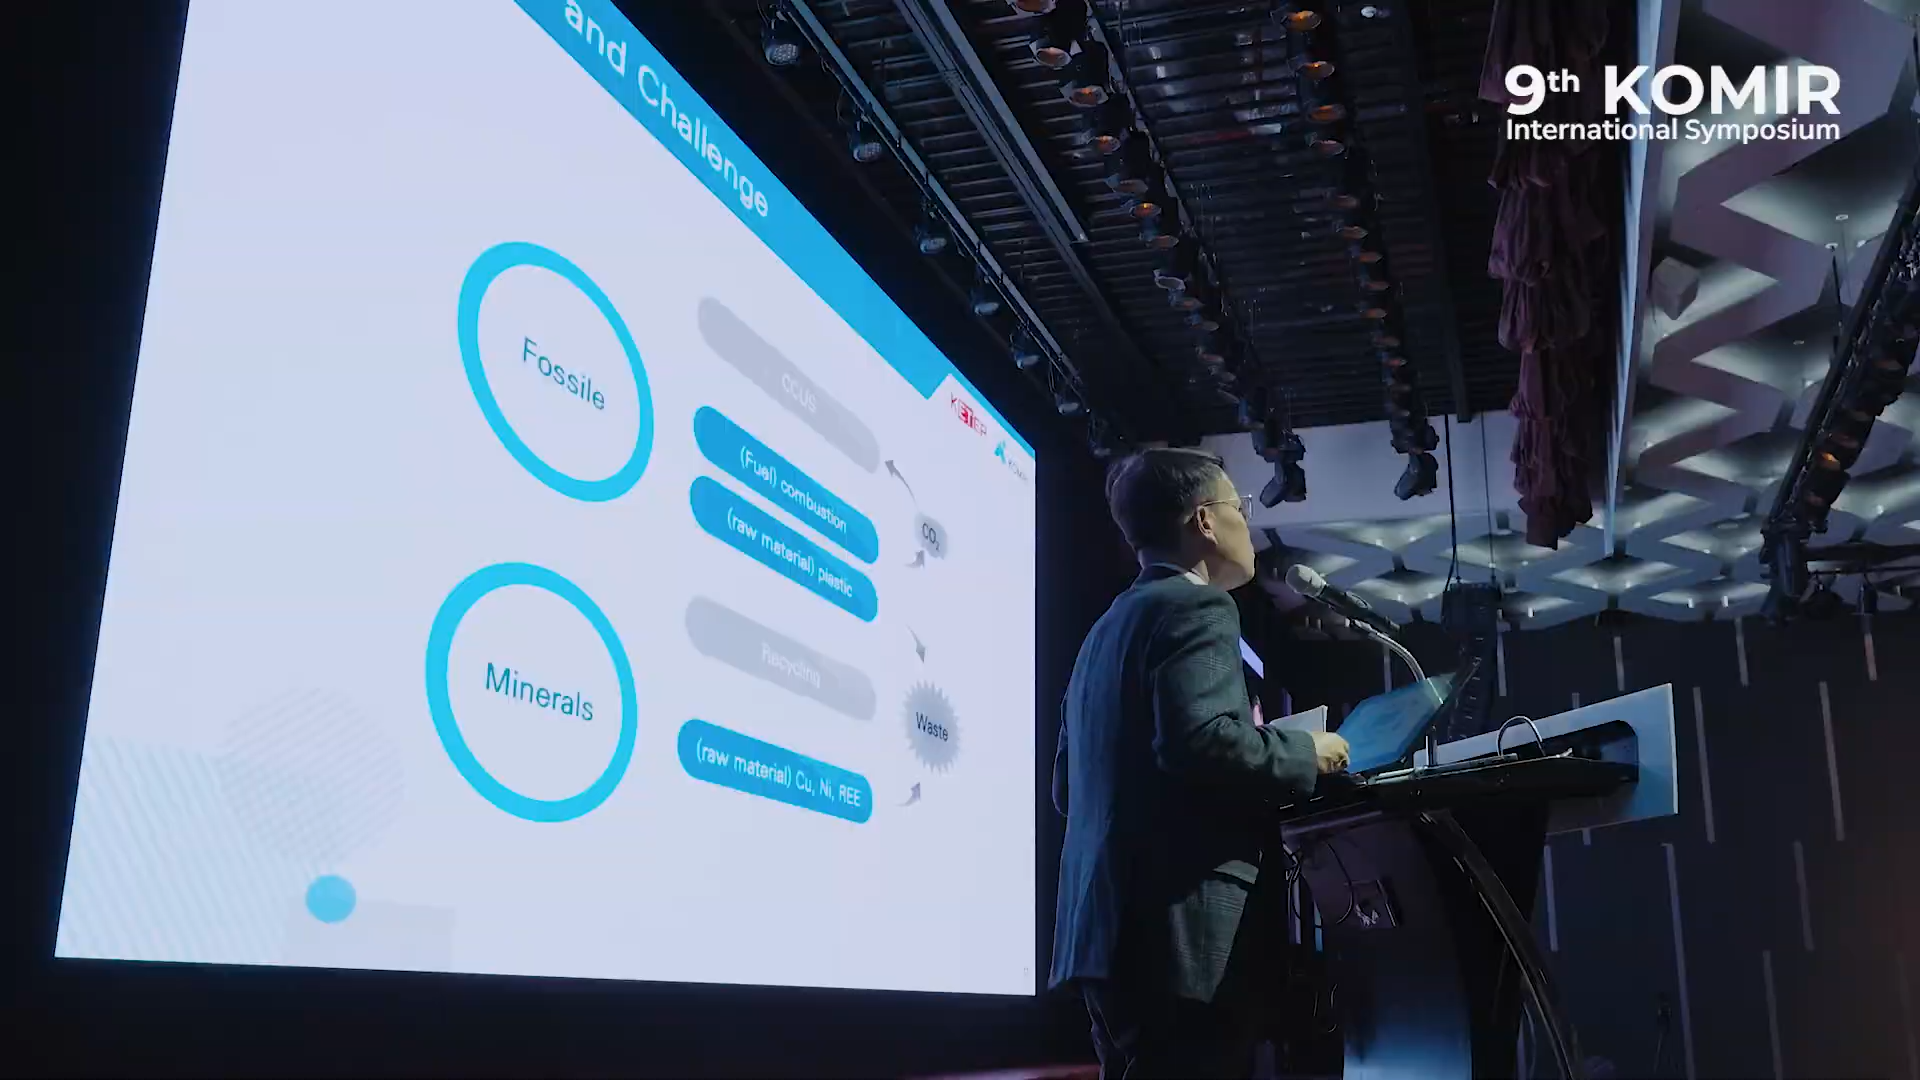 9th KOMIR
International Symposium
and Challenge
KETEP
KOMIR
Fossile
CCUS
(Fuel) combustion
(raw material) plastic
CO₂
Minerals
Recycling
Waste
(raw material) Cu, Ni, REE